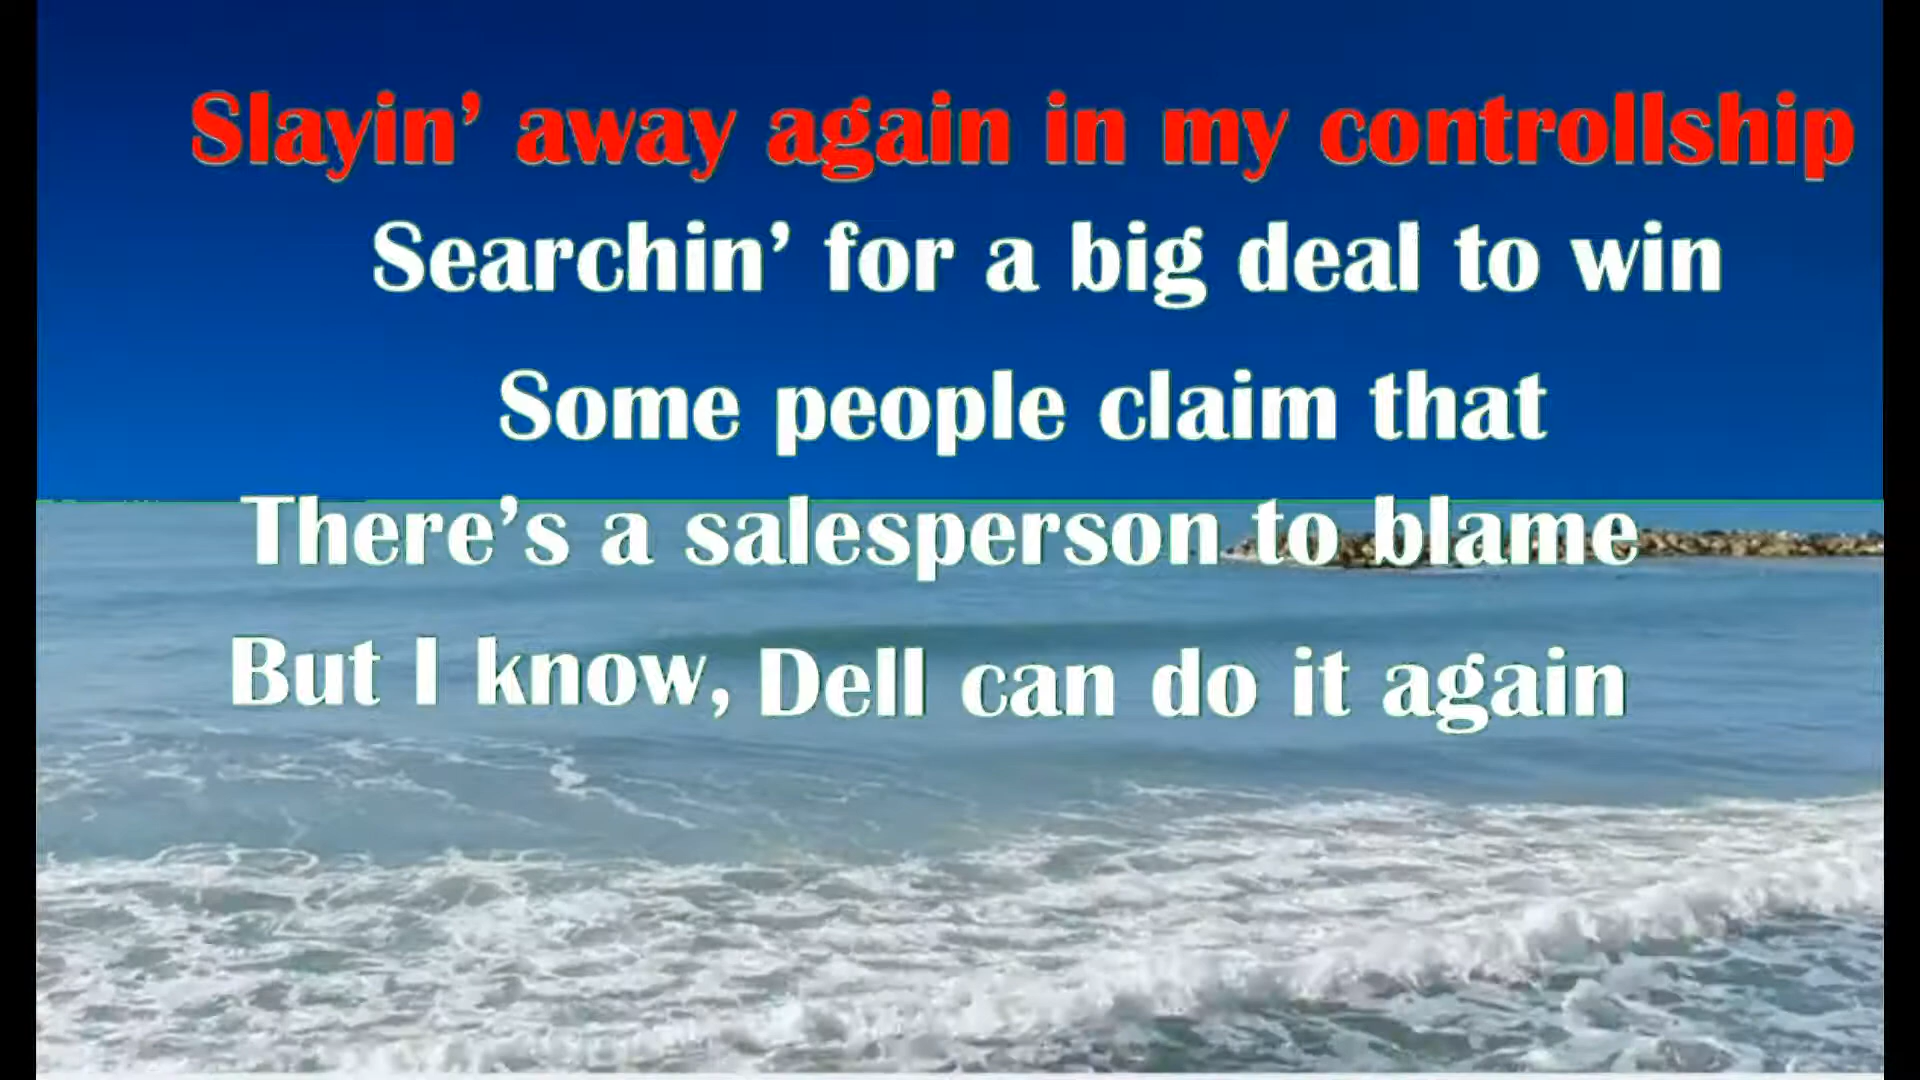 Slayin’ away again in my controllship
Searchin’ for a big deal to win
Some people claim that
There’s a salesperson to blame
But I know, Dell can do it again